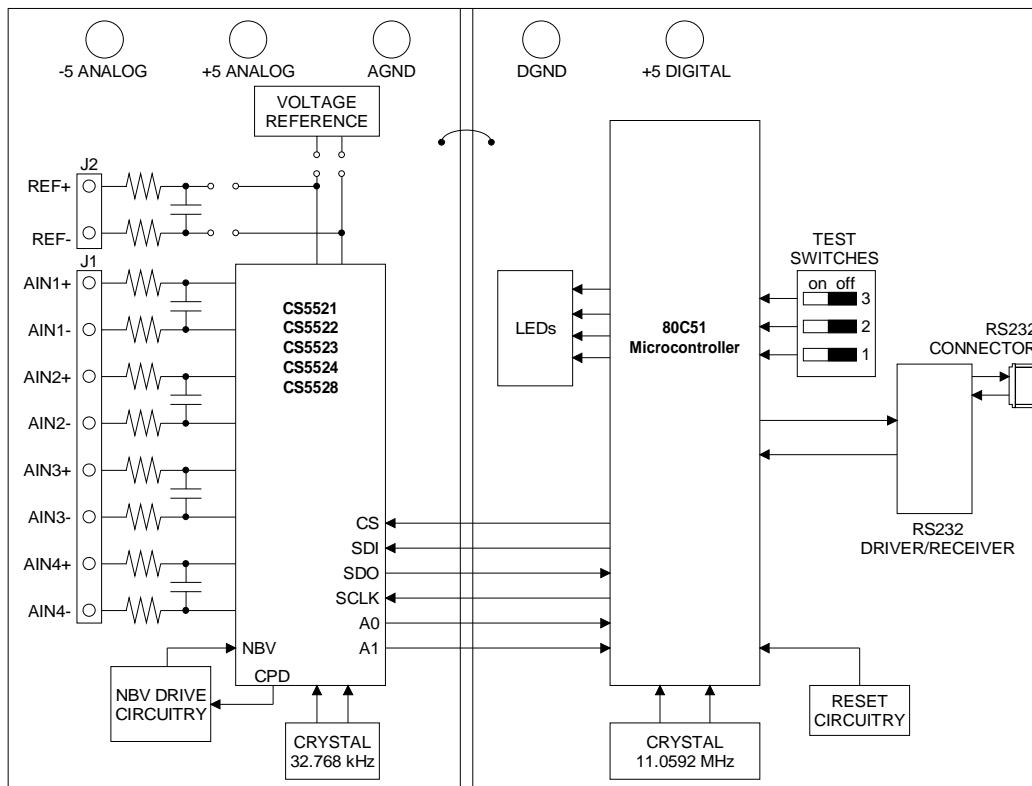 -5 ANALOG
+5 ANALOG
AGND
DGND
+5 DIGITAL
VOLTAGE
REFERENCE
J2
REF+
REF-
J1
AIN1+
AIN1-
AIN2+
AIN2-
AIN3+
AIN3-
AIN4+
AIN4-
CS5521
CS5522
CS5523
CS5524
CS5528
CS
SDI
SDO
SCLK
A0
A1
NBV
CPD
NBV DRIVE
CIRCUITRY
CRYSTAL
32.768 kHz
LEDs
80C51
Microcontroller
TEST
SWITCHES
on off
3
2
1
RS232
CONNECTOR
RS232
DRIVER/RECEIVER
CRYSTAL
11.0592 MHz
RESET
CIRCUITRY